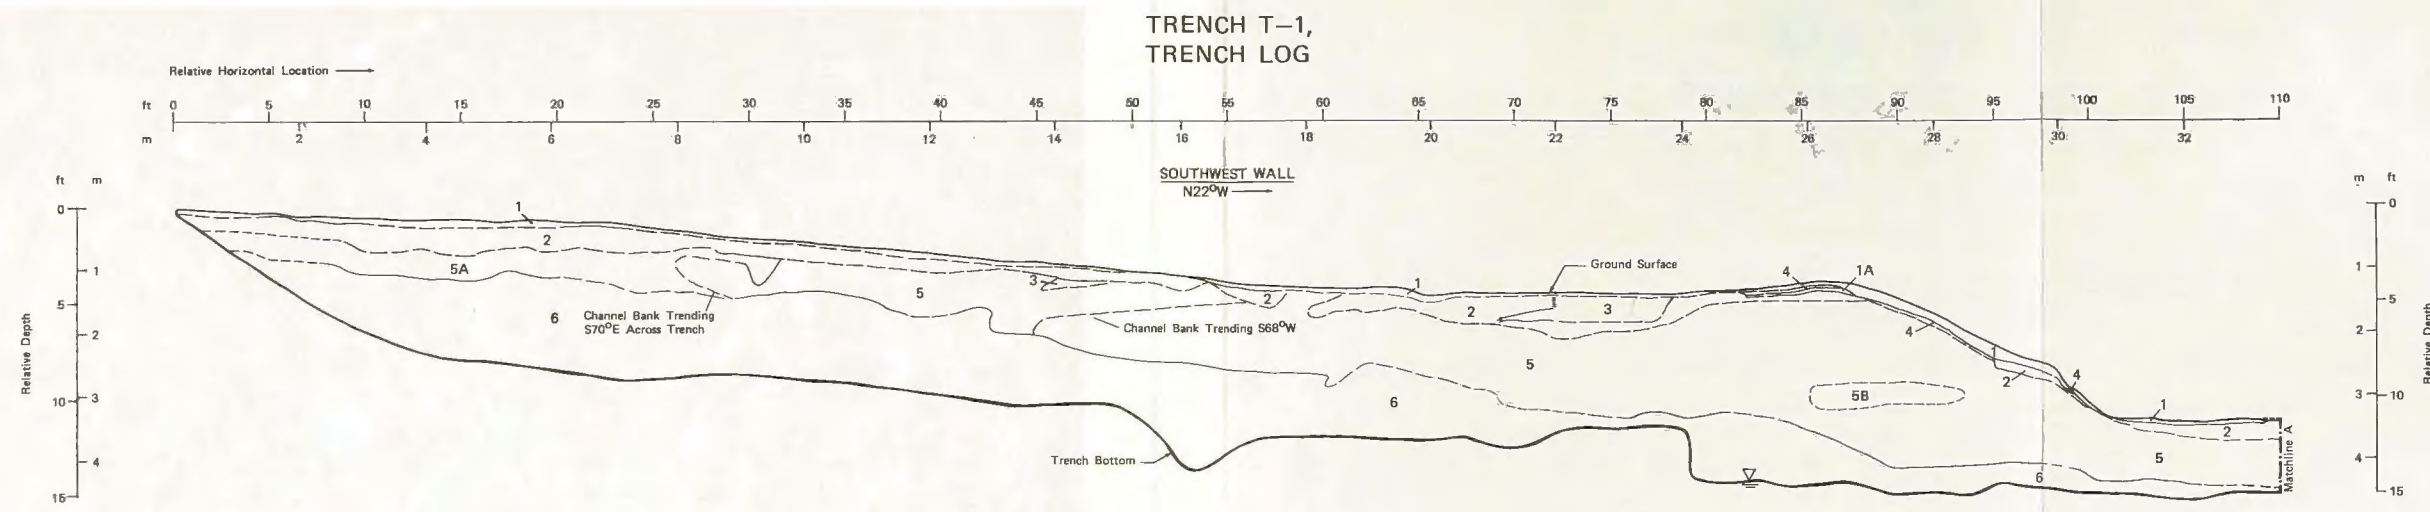 TRENCH T-1,
TRENCH LOG
Relative Horizontal Location
ft 0 5 10 15 20 25 30 35 40 45 50 55 60 65 70 75 80 85 90 95 100 105 110
m 2 4 6 8 10 12 14 16 18 20 22 24 26 28 30 32
SOUTHWEST WALL
N22°W
ft m
m ft
0
0
1
2
5A
6
5
3
2
1
Ground Surface
2
3
4
1A
4
1
2
4
1
2
5
5
5B
6
6
Channel Bank Trending
S70°E Across Trench
Channel Bank Trending S68°W
Trench Bottom
Matchline A
Relative Depth
1
5
2
10 3
4
15
1
5
2
3 10
4
15
Relative Depth